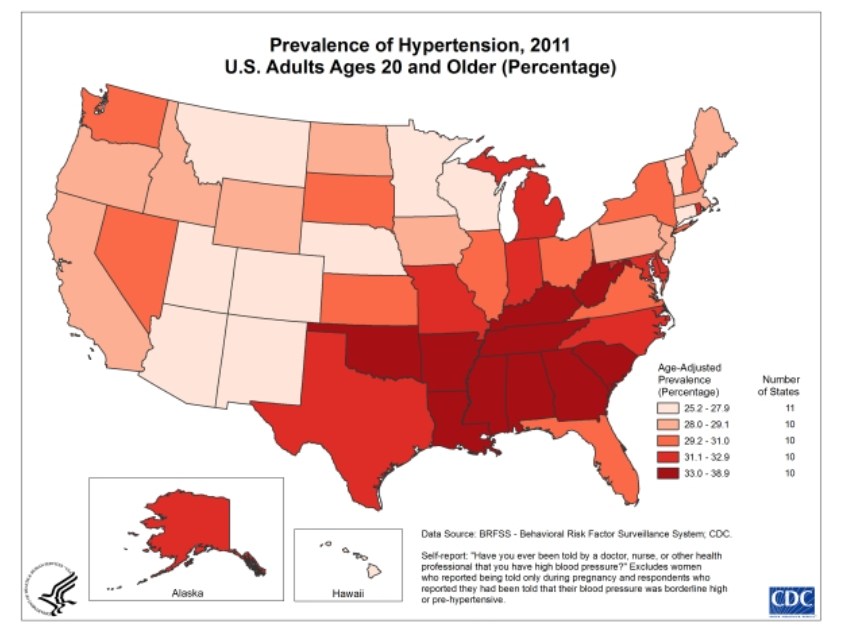 Prevalence of Hypertension, 2011
U.S. Adults Ages 20 and Older (Percentage)
Age-Adjusted
Prevalence
(Percentage)
Number
of States
25.2 - 27.9 11
28.0 - 29.1 10
29.2 - 31.0 10
31.1 - 32.9 10
33.0 - 38.9 10
Data Source: BRFSS - Behavioral Risk Factor Surveillance System; CDC.
Self-report: "Have you ever been told by a doctor, nurse, or other health
professional that you have high blood pressure?" Excludes women
who reported being told only during pregnancy and respondents who
reported they had been told that their blood pressure was borderline high
or pre-hypertensive.
Alaska
Hawaii
CDC